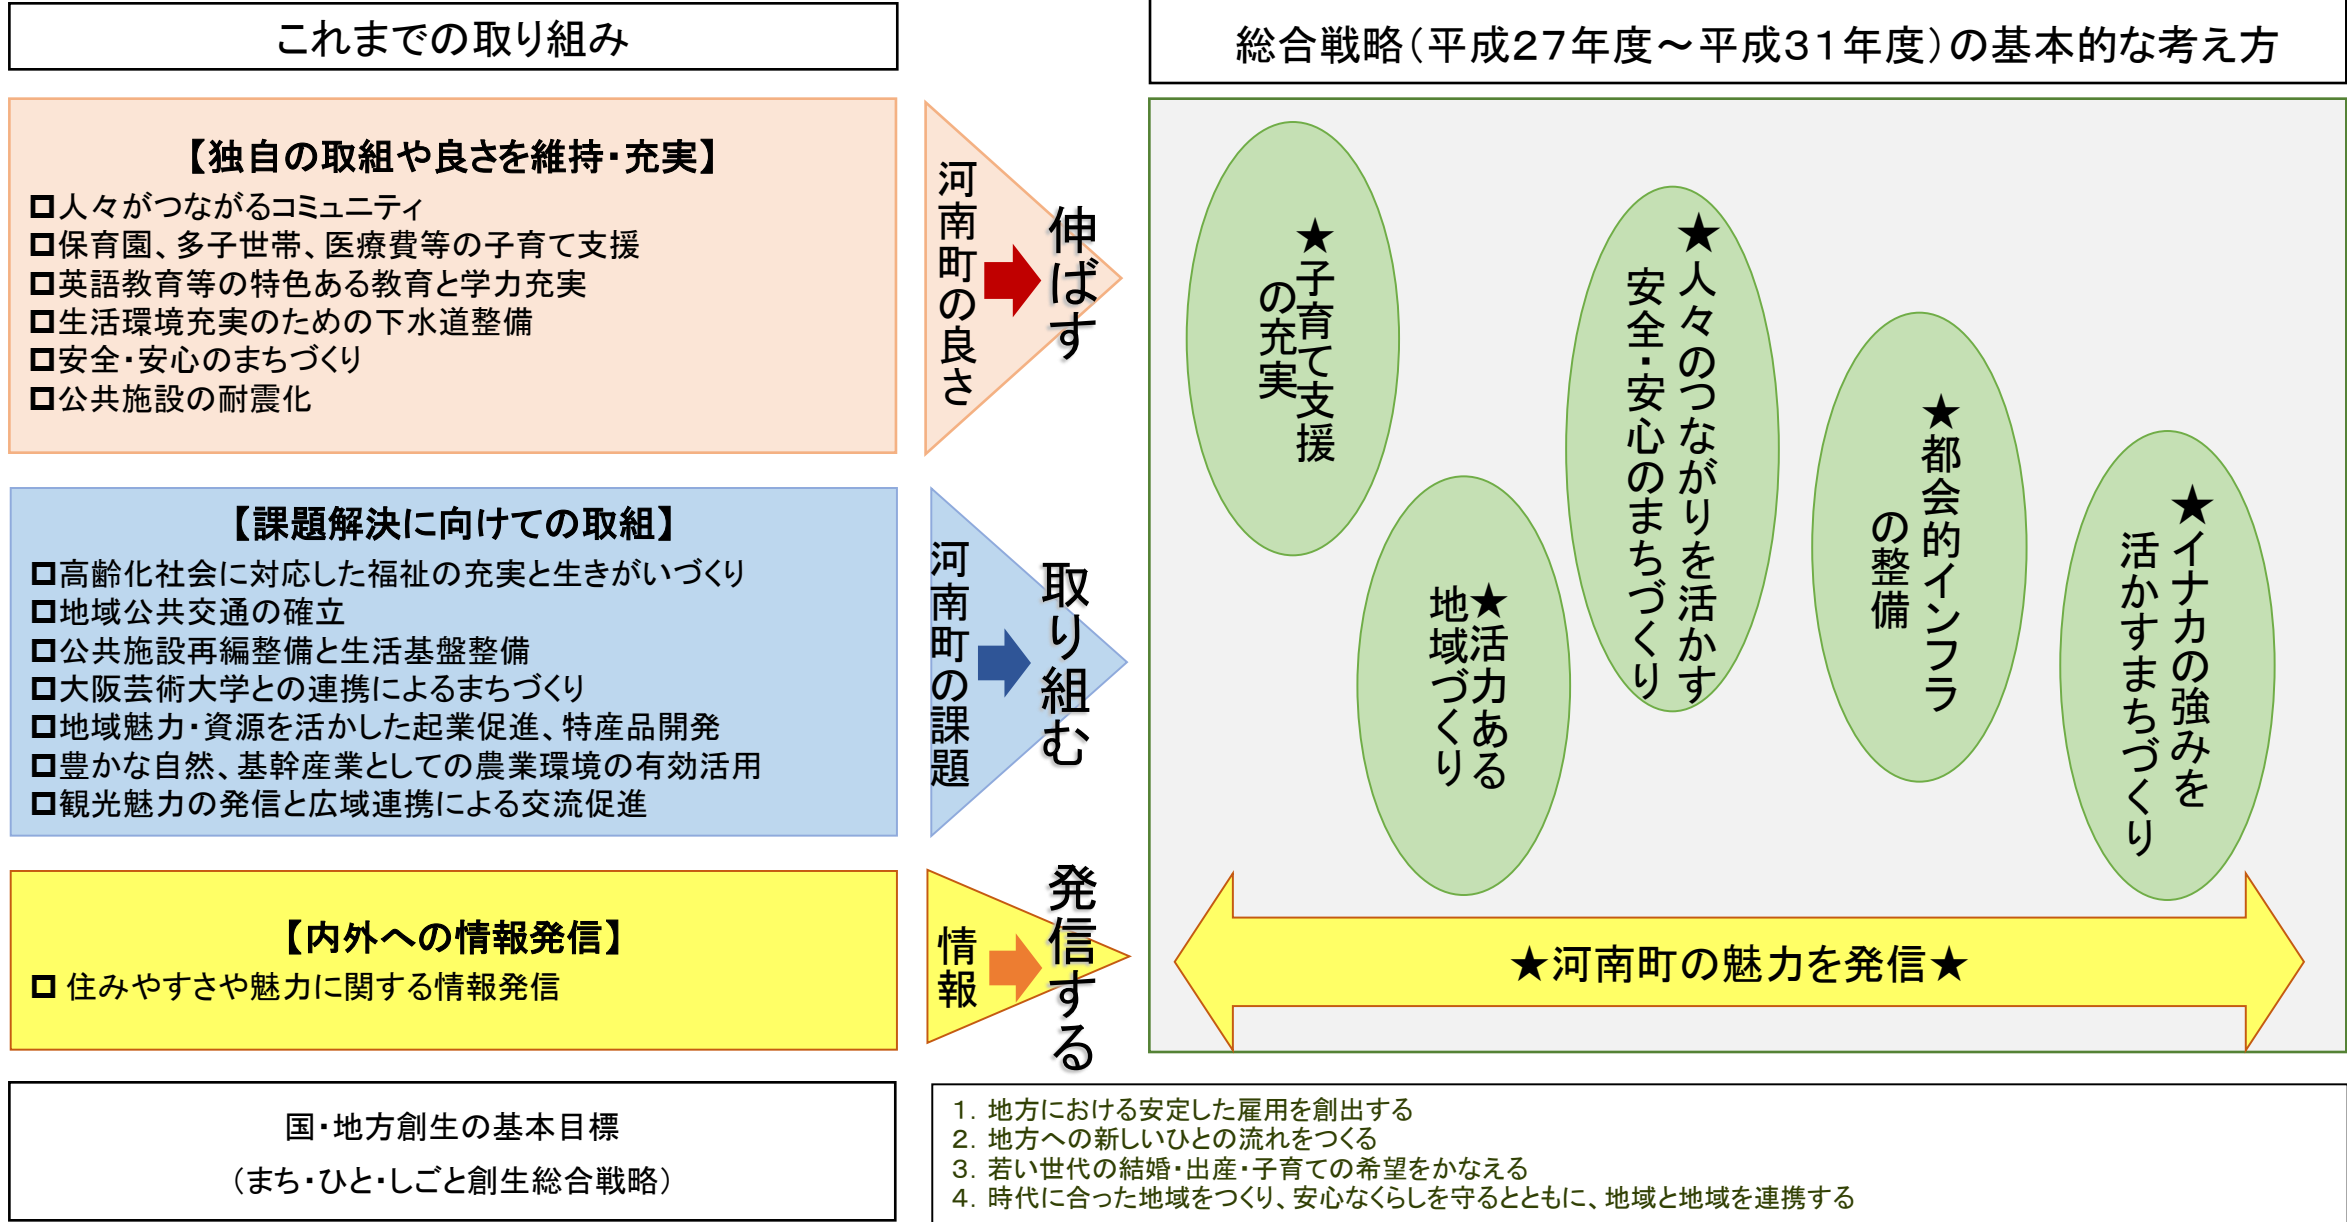 これまでの取り組み
総合戦略（平成27年度～平成31年度）の基本的な考え方
【独自の取組や良さを維持・充実】
人々がつながるコミュニティ
保育園、多子世帯、医療費等の子育て支援
英語教育等の特色ある教育と学力充実
生活環境充実のための下水道整備
安全・安心のまちづくり
公共施設の耐震化
河南町の良さ
伸ばす
【課題解決に向けての取組】
高齢化社会に対応した福祉の充実と生きがいづくり
地域公共交通の確立
公共施設再編整備と生活基盤整備
大阪芸術大学との連携によるまちづくり
地域魅力・資源を活かした起業促進、特産品開発
豊かな自然、基幹産業としての農業環境の有効活用
観光魅力の発信と広域連携による交流促進
河南町の課題
取り組む
【内外への情報発信】
住みやすさや魅力に関する情報発信
情報
発信する
★子育て支援
の充実
★活力ある
地域づくり
★人々のつながりを活かす
安全・安心のまちづくり
★都会的インフラ
の整備
★イナカの強みを
活かすまちづくり
★河南町の魅力を発信★
国・地方創生の基本目標
（まち・ひと・しごと創生総合戦略）
1．地方における安定した雇用を創出する
2．地方への新しいひとの流れをつくる
3．若い世代の結婚・出産・子育ての希望をかなえる
4．時代に合った地域をつくり、安心なくらしを守るとともに、地域と地域を連携する